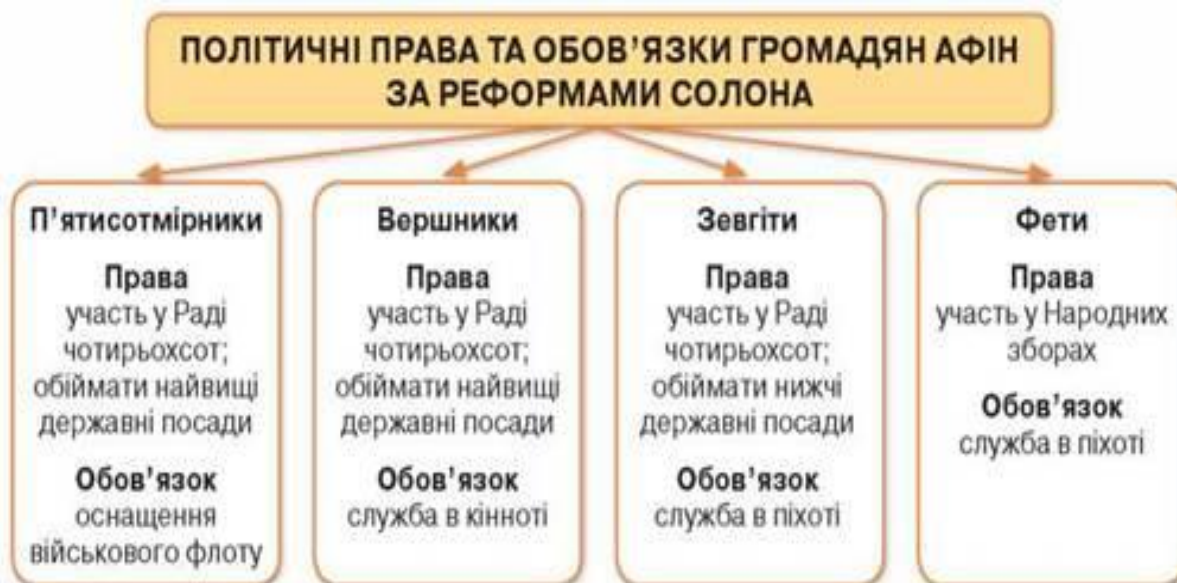 ПОЛІТИЧНІ ПРАВА ТА ОБОВ’ЯЗКИ ГРОМАДЯН АФІН
ЗА РЕФОРМАМИ СОЛОНА
П’ятисотмірники
Права
участь у Раді
чотирьохсот;
обіймати найвищі
державні посади
Обов’язок
оснащення
військового флоту
Вершники
Права
участь у Раді
чотирьохсот;
обіймати найвищі
державні посади
Обов’язок
служба в кінноті
Зевгіти
Права
участь у Раді
чотирьохсот;
обіймати нижчі
державні посади
Обов’язок
служба в піхоті
Фети
Права
участь у Народних
зборах
Обов’язок
служба в піхоті